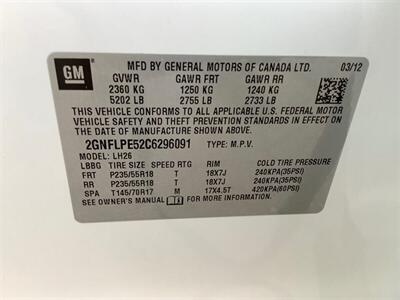 GM
MFD BY GENERAL MOTORS OF CANADA LTD. 03/12
GVWR GAWR FRT GAWR RR
2360 KG 1250 KG 1240 KG
5202 LB 2755 LB 2733 LB
THIS VEHICLE CONFORMS TO ALL APPLICABLE U.S. FEDERAL MOTOR
VEHICLE SAFETY AND THEFT PREVENTION STANDARDS IN EFFECT ON
THE DATE OF MANUFACTURE SHOWN ABOVE.
2GNFLPE52C6296091 TYPE: M.P.V.
MODEL: LH26
LBBG TIRE SIZE SPEED RTG RIM COLD TIRE PRESSURE
FRT P235/55R18 T 18X7J 240KPA(35PSI)
RR P235/55R18 T 18X7J 240KPA(35PSI)
SPA T145/70R17 M 17X4.5T 420KPA(60PSI)
SEE OWNER'S MANUAL FOR MORE INFORMATION